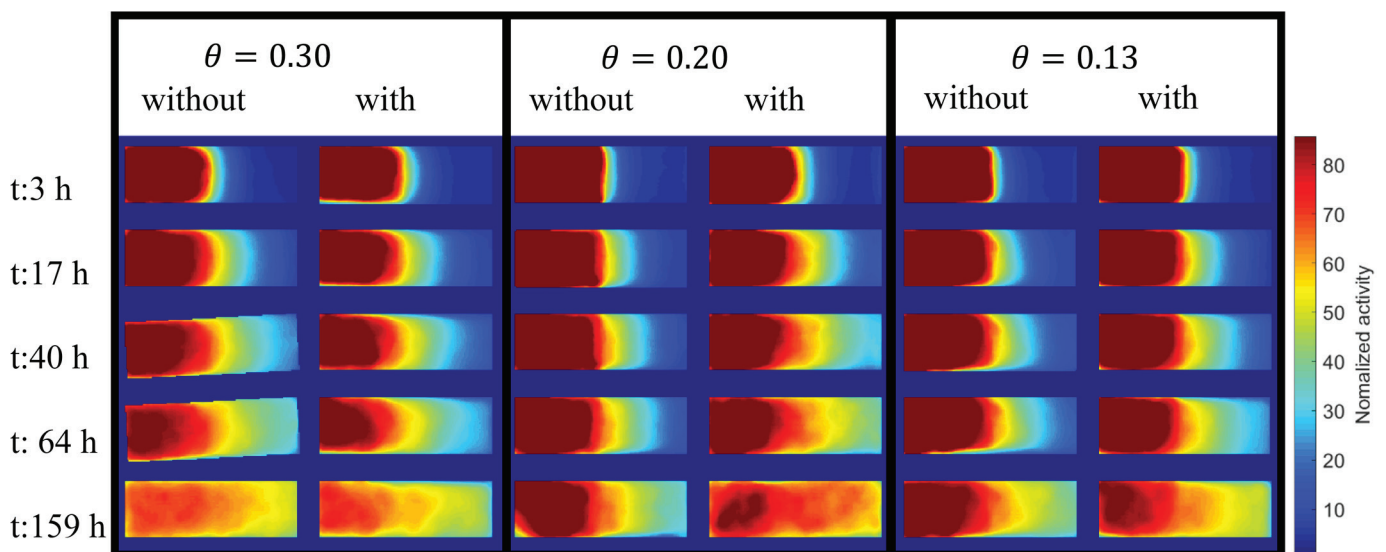 θ = 0.30 θ = 0.20 θ = 0.13
without with without with without with
t:3 h
t:17 h
t:40 h
t: 64 h
t:159 h
80
70
60
50
40
30
20
10
Nomalized activity